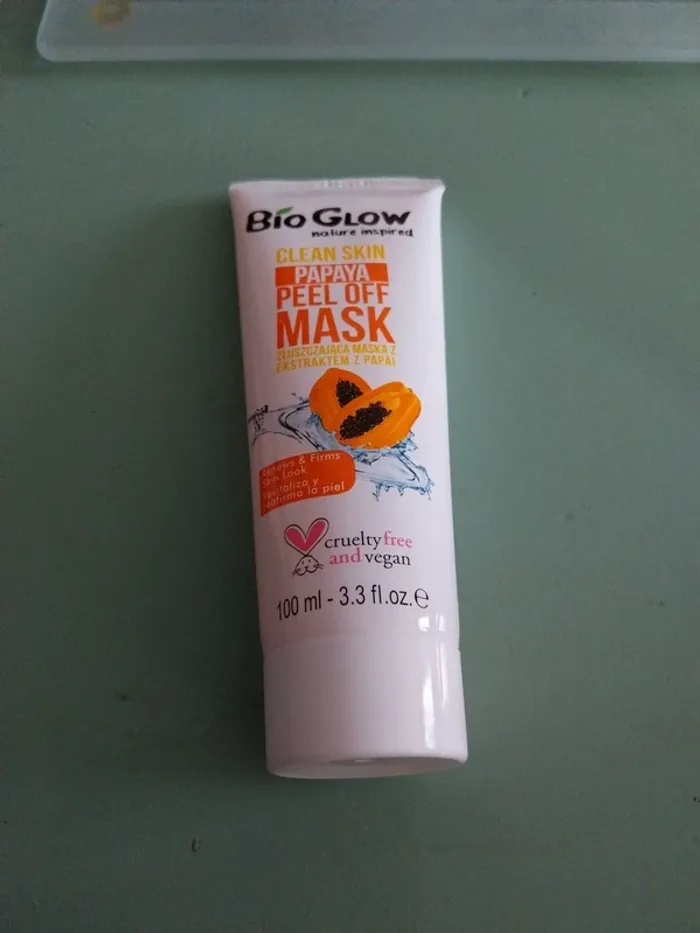 BIO GLOW
nature inspired
CLEAN SKIN
PAPAYA
PEEL OFF
MASK
ZŁUSZCZAJĄCA MASKA Z
EKSTRAKTEM Z PAPAI
Renews & Firms
Skin Look
Revitaliza y
reafirma la piel
cruelty free
and vegan
100 ml - 3.3 fl.oz.℮